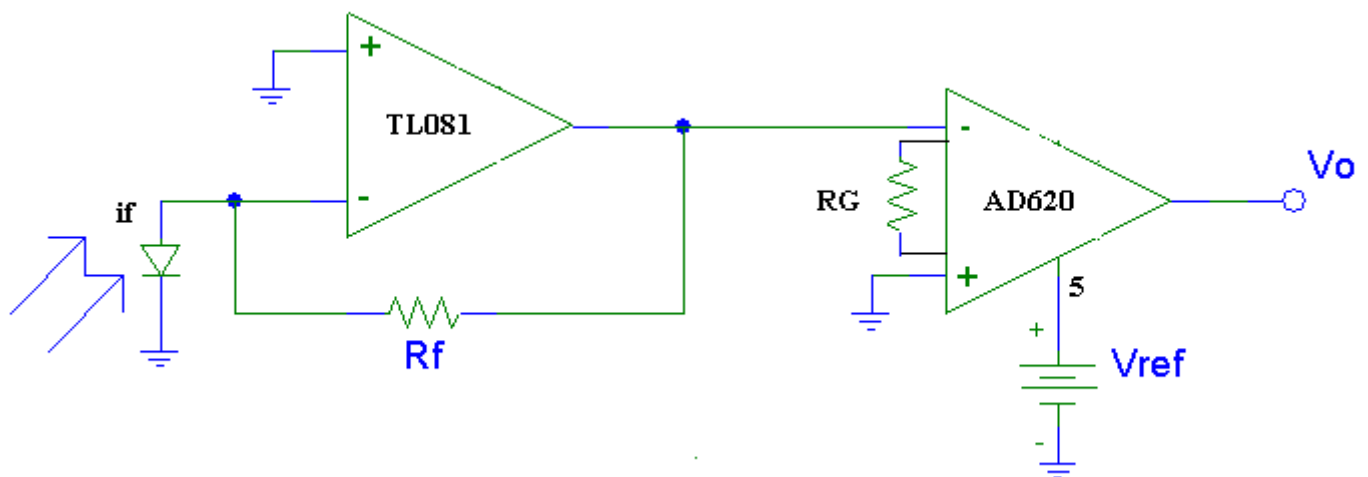 +
TL081
-
if
Rf
-
RG
AD620
+
Vo
5
+
Vref
-